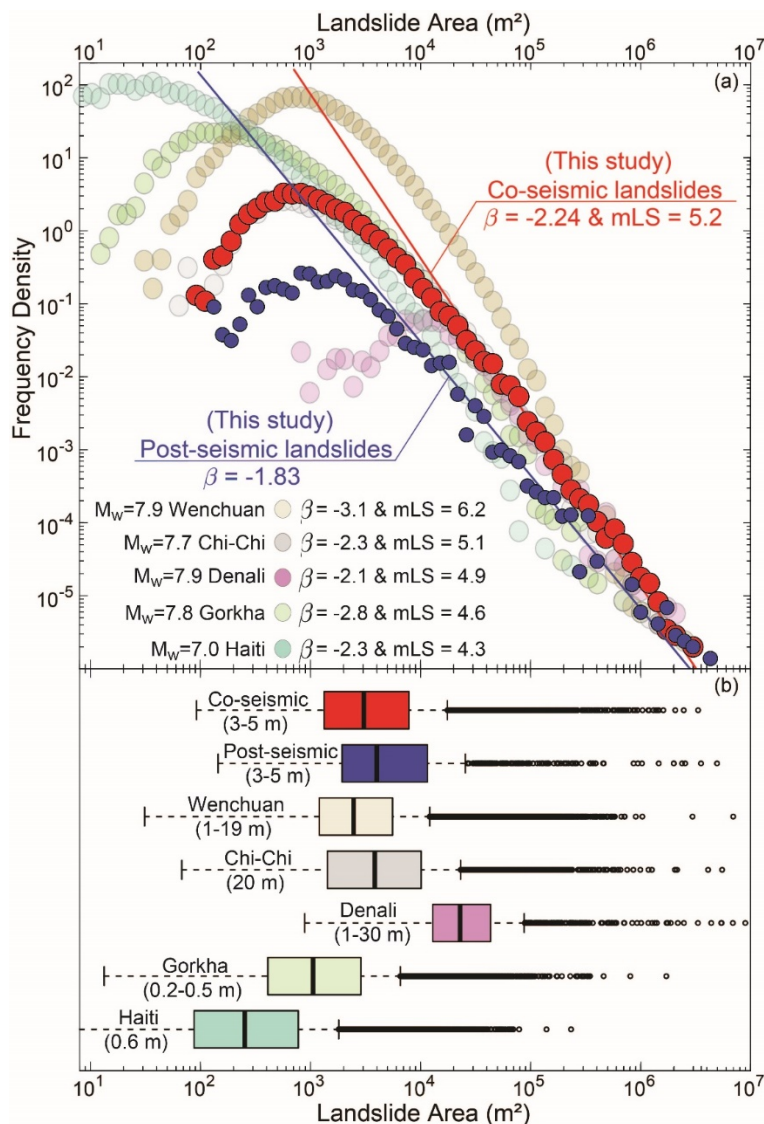 Landslide Area (m²)
10¹ 10² 10³ 10⁴ 10⁵ 10⁶ 10⁷
(a)
Frequency Density
10²
10¹
10⁰
10⁻¹
10⁻²
10⁻³
10⁻⁴
10⁻⁵
(This study)
Co-seismic landslides
β = -2.24 & mLS = 5.2
(This study)
Post-seismic landslides
β = -1.83
Mw=7.9 Wenchuan β= -3.1 & mLS = 6.2
Mw=7.7 Chi-Chi β= -2.3 & mLS = 5.1
Mw=7.9 Denali β= -2.1 & mLS = 4.9
Mw=7.8 Gorkha β= -2.8 & mLS = 4.6
Mw=7.0 Haiti β= -2.3 & mLS = 4.3
(b)
Co-seismic
(3-5 m)
Post-seismic
(3-5 m)
Wenchuan
(1-19 m)
Chi-Chi
(20 m)
Denali
(1-30 m)
Gorkha
(0.2-0.5 m)
Haiti
(0.6 m)
10¹ 10² 10³ 10⁴ 10⁵ 10⁶ 10⁷
Landslide Area (m²)